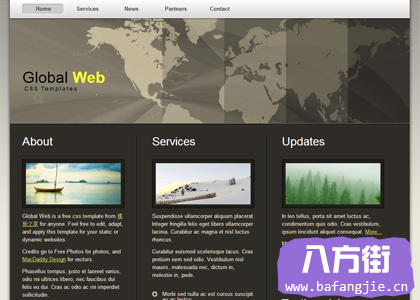 Home Services News Partners Contact
Global Web
CSS Templates
About Services Updates
Global Web is a free css template from 模
板之家 for anyone. Feel free to edit, adapt,
and apply this template for your static or
dynamic websites.
Credits go to Free Photos for photos, and
MacDaddy Design for vectors.
Phasellus tempus, justo et laoreet varius,
odio mi ultrices libero, nec faucibus dui
felis eu dui. Cras ac odio ac mi imperdiet
sollicitudin.
Suspendisse ullamcorper aliquam placerat.
Integer fringilla felis eget libero ullamcorper
lacinia. Curabitur ac magna at nisl luctus
rhoncus.
Curabitur euismod scelerisque lacus. Cras
pretium sem sed odio. Vestibulum nisl
mauris, malesuada nec, dictum in,
molestie in, pede.
Morbi sed nulla ac est cursus suscipit
In leo tellus, porta sit amet luctus ac,
condimentum quis odio. Cras vestibulum,
ipsum tincidunt aliquet consequat. More...
八方街
www.bafangjie.cn